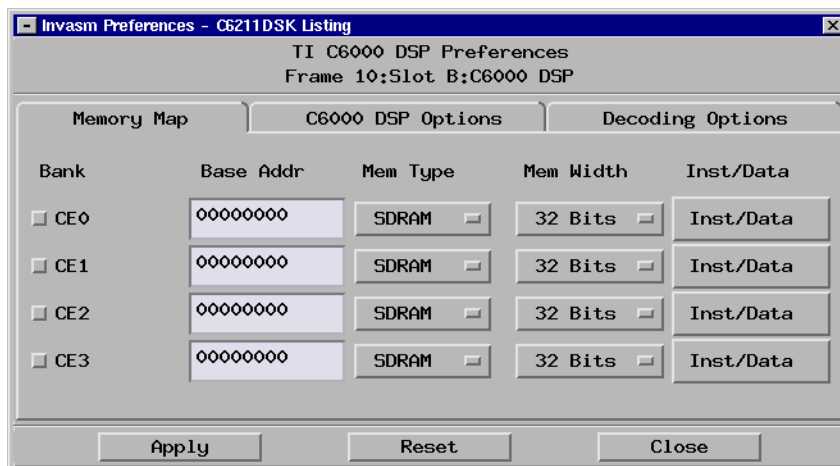 Invasm Preferences - C6211DSK Listing
TI C6000 DSP Preferences
Frame 10:Slot B:C6000 DSP
Memory Map C6000 DSP Options Decoding Options
Bank Base Addr Mem Type Mem Width Inst/Data
CE0 00000000 SDRAM 32 Bits Inst/Data
CE1 00000000 SDRAM 32 Bits Inst/Data
CE2 00000000 SDRAM 32 Bits Inst/Data
CE3 00000000 SDRAM 32 Bits Inst/Data
Apply Reset Close